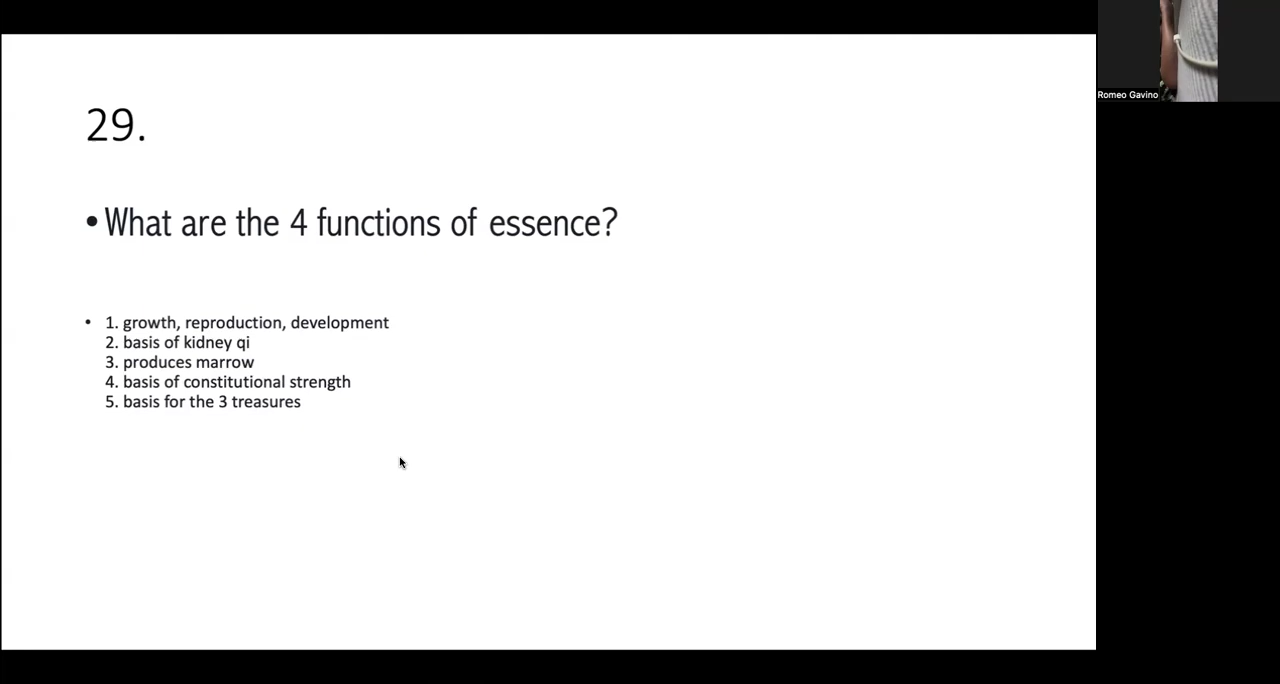 29.
• What are the 4 functions of essence?
• 1. growth, reproduction, development
2. basis of kidney qi
3. produces marrow
4. basis of constitutional strength
5. basis for the 3 treasures
Romeo Gavino